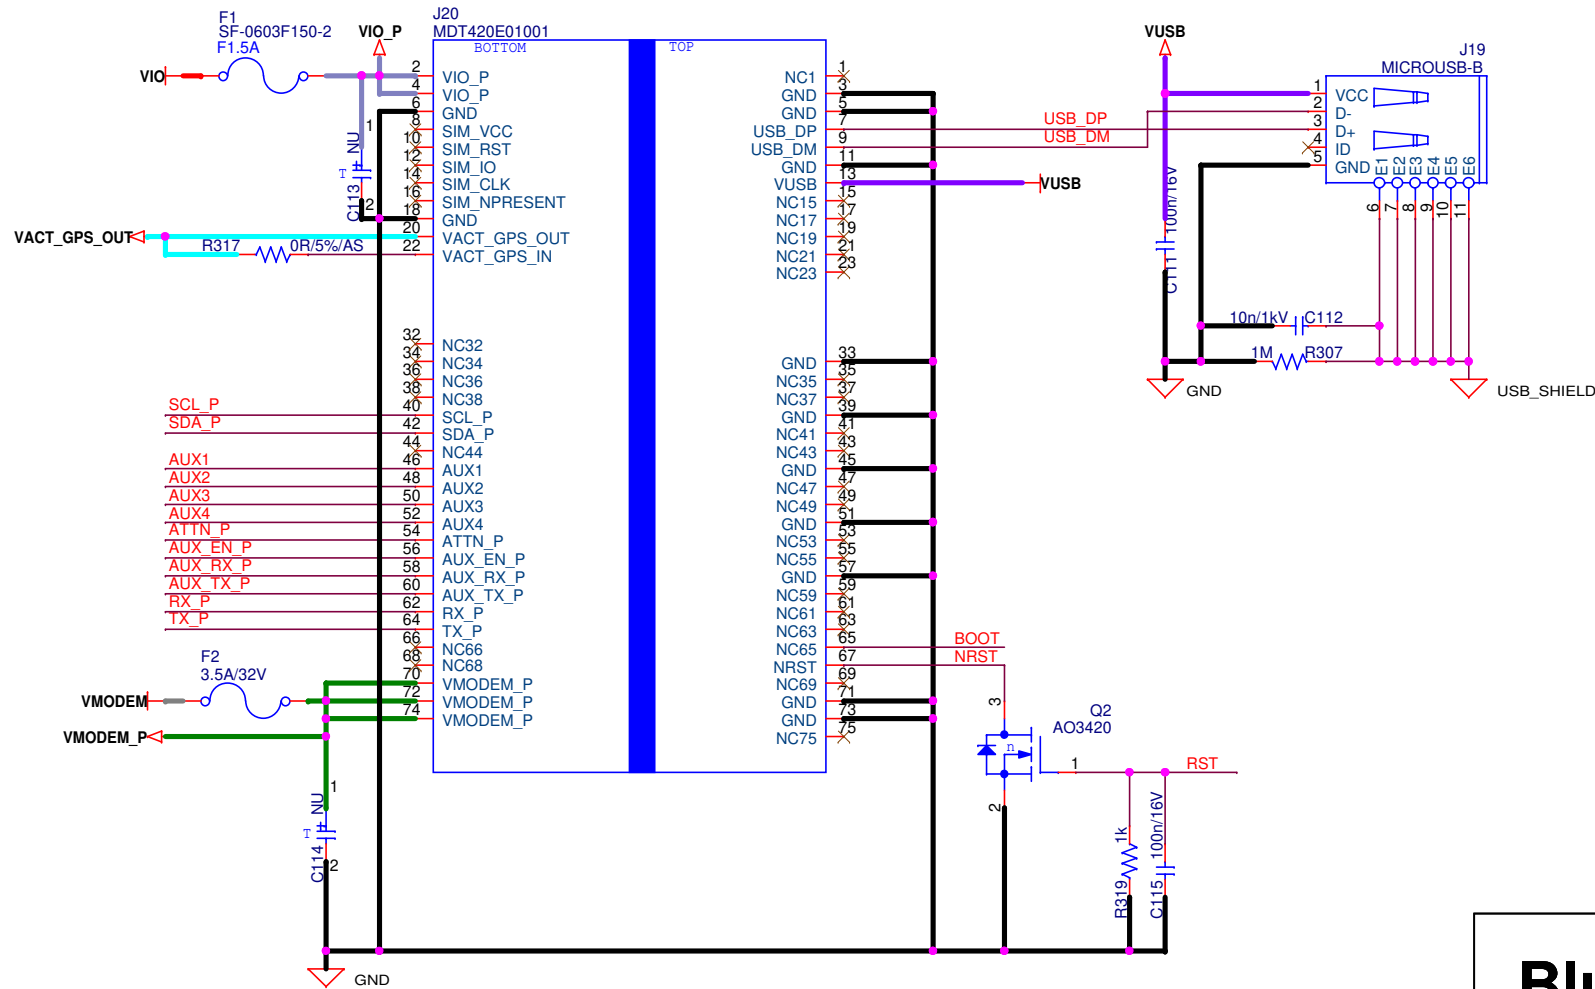 F1
SF-0603F150-2
F1.5A
VIO
VIO_P
J20
MDT420E01001
BOTTOM
TOP
2 VIO_P
4 VIO_P
6 GND
8 SIM_VCC
10 SIM_RST
12 SIM_IO
14 SIM_CLK
16 SIM_NPRESENT
18 GND
20 VACT_GPS_OUT
22 VACT_GPS_IN
32 NC32
34 NC34
36 NC36
38 NC38
40 SCL_P
42 SDA_P
44 NC44
46 AUX1
48 AUX2
50 AUX3
52 AUX4
54 ATTN_P
56 AUX_EN_P
58 AUX_RX_P
60 AUX_TX_P
62 RX_P
64 TX_P
66 NC66
68 NC68
70 VMODEM_P
72 VMODEM_P
74 VMODEM_P
NC1 1
GND 3
GND 5
USB_DP 7
USB_DM 9
GND 11
VUSB 13
NC15 15
NC17 17
NC19 19
NC21 21
NC23 23
GND 33
NC35 35
NC37 37
GND 39
NC41 41
NC43 43
GND 45
NC47 47
NC49 49
GND 51
NC53 53
NC55 55
GND 57
NC59 59
NC61 61
NC63 63
NC65 65
NRST 67
NC69 69
GND 71
GND 73
NC75 75
1
NU
T
+
C113
2
VACT_GPS_OUT
R317
0R/5%/AS
SCL_P
SDA_P
AUX1
AUX2
AUX3
AUX4
ATTN_P
AUX_EN_P
AUX_RX_P
AUX_TX_P
RX_P
TX_P
F2
3.5A/32V
VMODEM
VMODEM_P
1
NU
T
+
C114
2
GND
USB_DP
USB_DM
VUSB
VUSB
J19
MICROUSB-B
1 VCC
2 D-
3 D+
4 ID
5 GND
E1
E2
E3
E4
E5
E6
6
7
8
9
10
11
C111
100n/16V
10n/1kV
C112
1M
R307
GND
USB_SHIELD
BOOT
NRST
3
Q2
AO3420
n
1
2
RST
R319
1k
C115
100n/16V